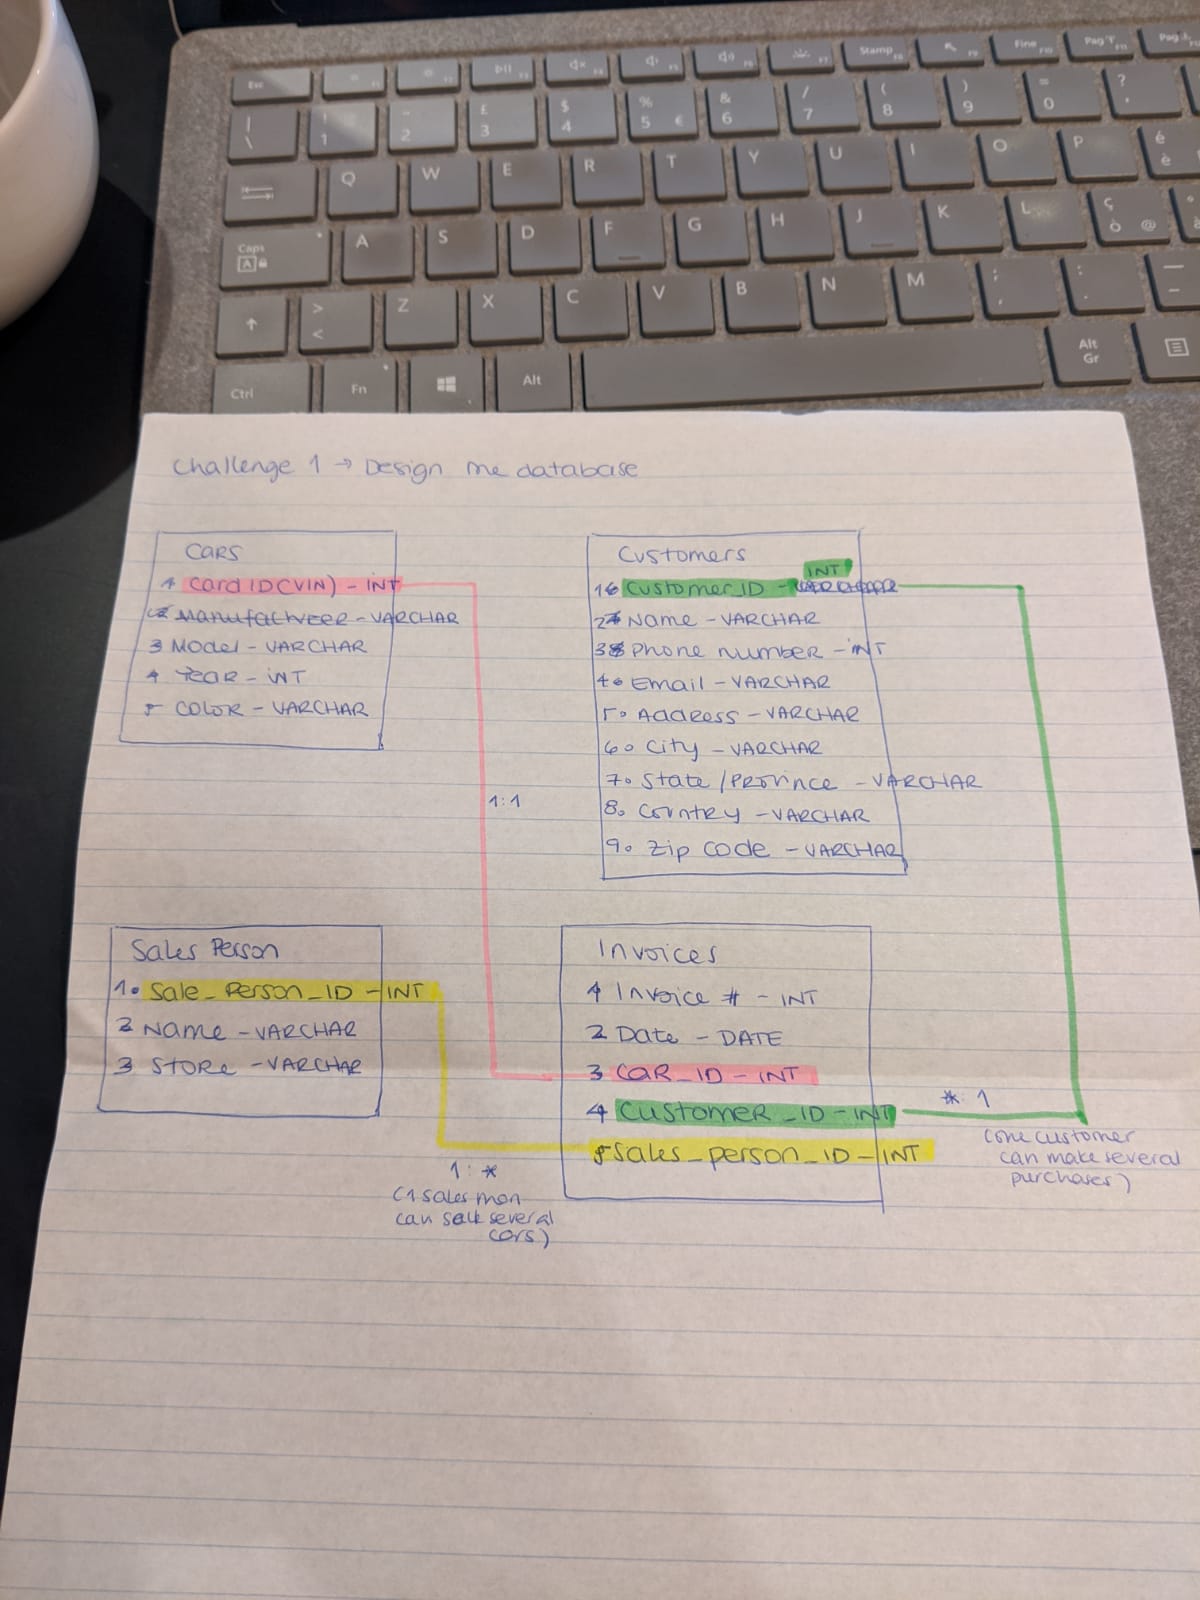 Esc
Stamp
Fine
Pag
Pag
| \
! 1
" 2
£ 3
$ 4
% 5 €
& 6
/ 7
( 8
) 9
= 0
? '
Q W E R T Y U I O P é è
Caps A A S D F G H J K L ç ò @
> < Z X C V B N M ; , : . _ -
Ctrl Fn Alt Alt Gr
Challenge 1 → Design me database
CARS
1 Card ID (VIN) - INT
2 Manufactureer - VARCHAR
3 Model - VARCHAR
4 Year - INT
5 COLOR - VARCHAR
Customers
INT
1 Customer_ID - VARCHAR
2 Name - VARCHAR
3 Phone number - INT
4. Email - VARCHAR
5. Address - VARCHAR
6. City - VARCHAR
7. State / Province - VARCHAR
8. Country - VARCHAR
9. Zip code - VARCHAR
1:1
Sales Person
1. Sale_Person_ID - INT
2 Name - VARCHAR
3 STORE - VARCHAR
Invoices
1 Invoice # - INT
2 Date - DATE
3 CAR_ID - INT
4 Customer_ID - INT
5 Sales_person_ID - INT
* 1
(one customer
can make several
purchases)
1 : *
(1 sales man
can several
cars)